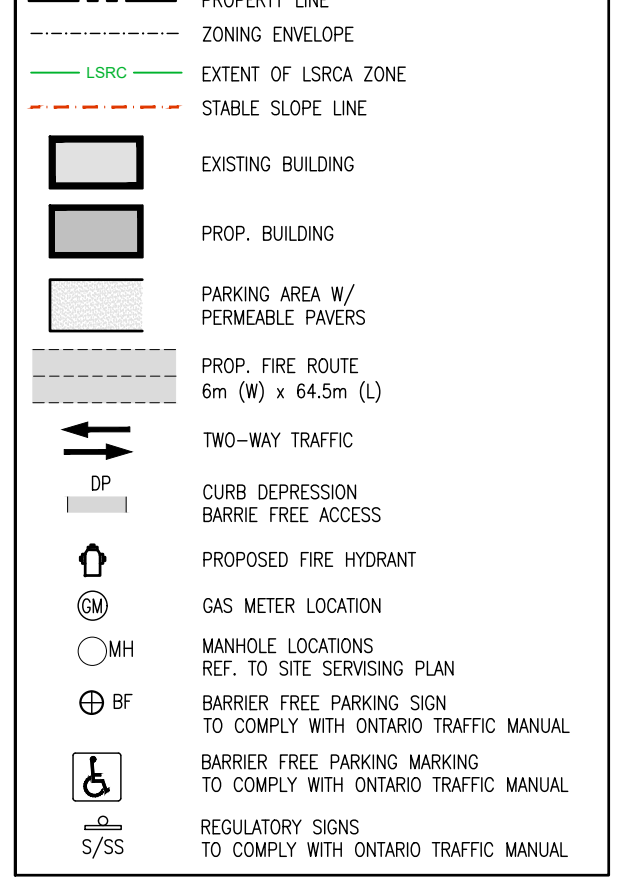 PROPERTY LINE
ZONING ENVELOPE
LSRC EXTENT OF LSRCA ZONE
STABLE SLOPE LINE
EXISTING BUILDING
PROP. BUILDING
PARKING AREA W/
PERMEABLE PAVERS
PROP. FIRE ROUTE
6m (W) x 64.5m (L)
TWO-WAY TRAFFIC
DP
CURB DEPRESSION
BARRIE FREE ACCESS
PROPOSED FIRE HYDRANT
GM GAS METER LOCATION
MH MANHOLE LOCATIONS
REF. TO SITE SERVISING PLAN
BF BARRIER FREE PARKING SIGN
TO COMPLY WITH ONTARIO TRAFFIC MANUAL
BARRIER FREE PARKING MARKING
TO COMPLY WITH ONTARIO TRAFFIC MANUAL
REGULATORY SIGNS
S/SS TO COMPLY WITH ONTARIO TRAFFIC MANUAL